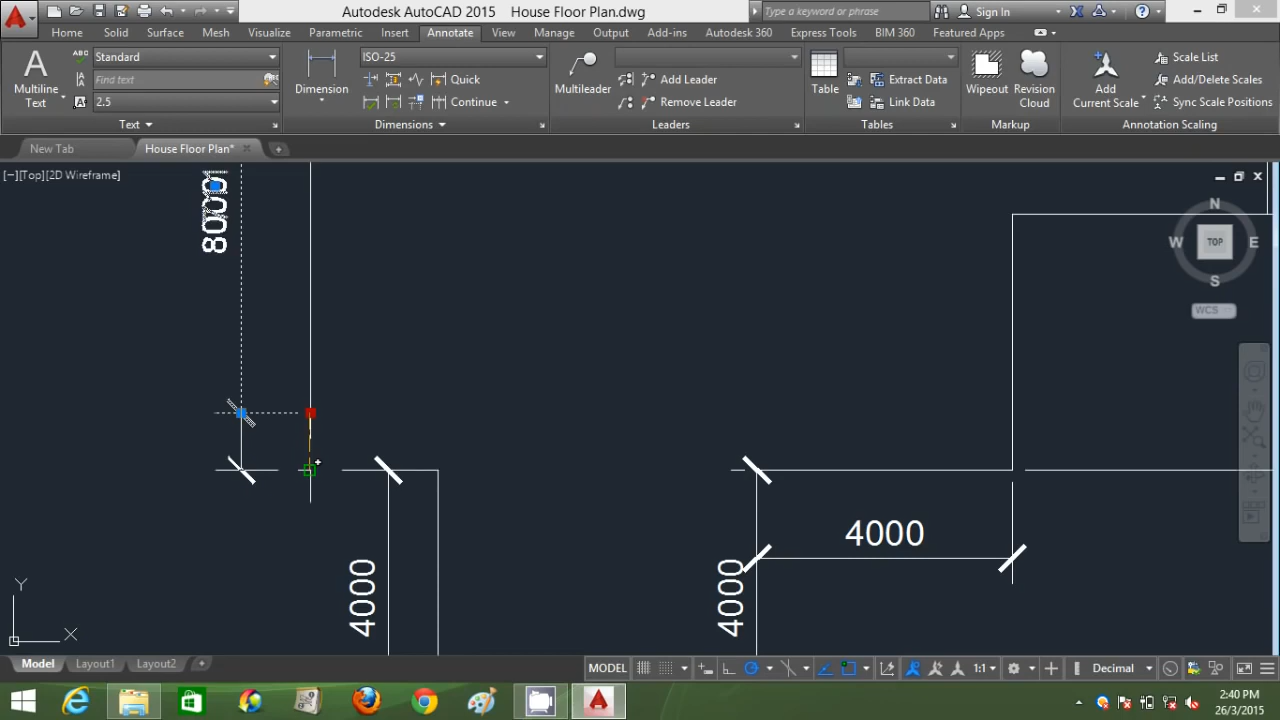 Autodesk AutoCAD 2015 House Floor Plan.dwg
Type a keyword or phrase
Sign In
Home Solid Surface Mesh Visualize Parametric Insert Annotate View Manage Output Add-ins Autodesk 360 Express Tools BIM 360 Featured Apps
Multiline Text
ABC
Standard
Find text
2.5
Text
Dimension
ISO-25
Quick
Continue
Dimensions
Multileader
Add Leader
Remove Leader
Leaders
Table
Extract Data
Link Data
Tables
Wipeout
Revision Cloud
Markup
Add Current Scale
Scale List
Add/Delete Scales
Sync Scale Positions
Annotation Scaling
New Tab House Floor Plan*
[−][Top][2D Wireframe]
N
W TOP E
S
WCS
4000
4000
4000
Y
X
Model Layout1 Layout2
MODEL
1:1
Decimal
2:40 PM
26/3/2015